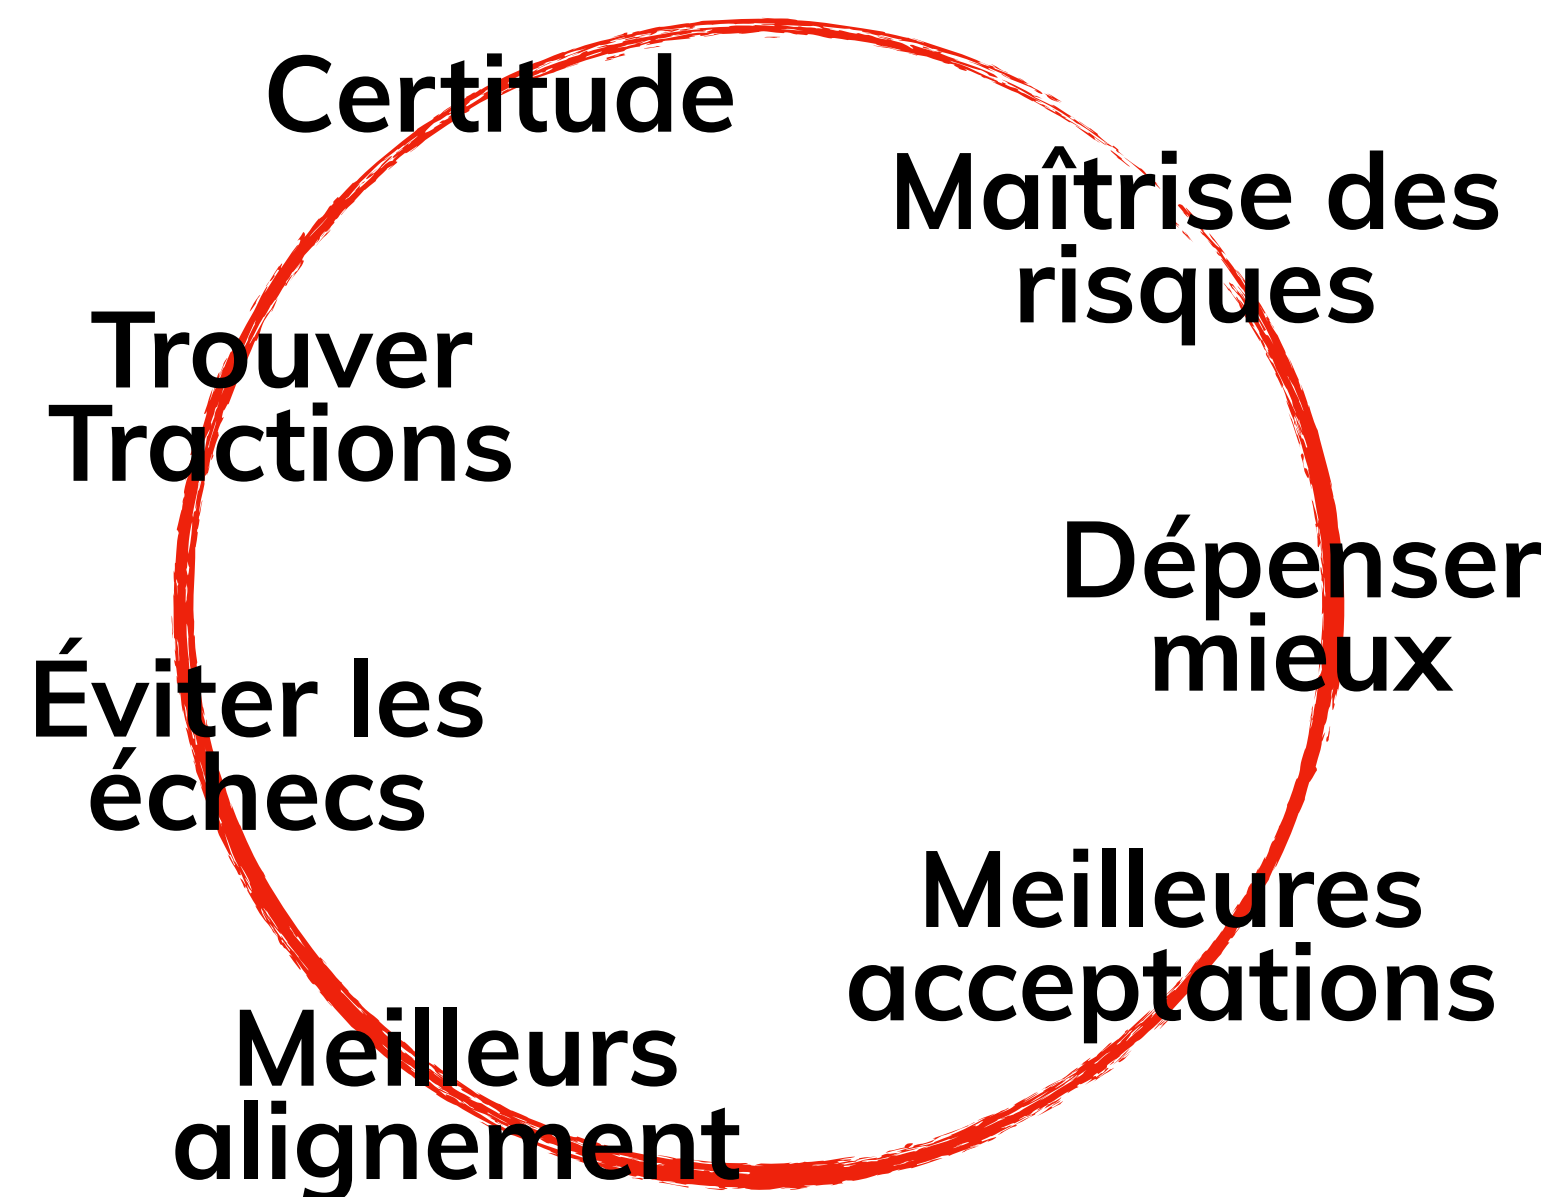 Certitude
Maîtrise des
risques
Trouver
Tractions
Dépenser
mieux
Éviter les
échecs
Meilleures
acceptations
Meilleurs
alignement